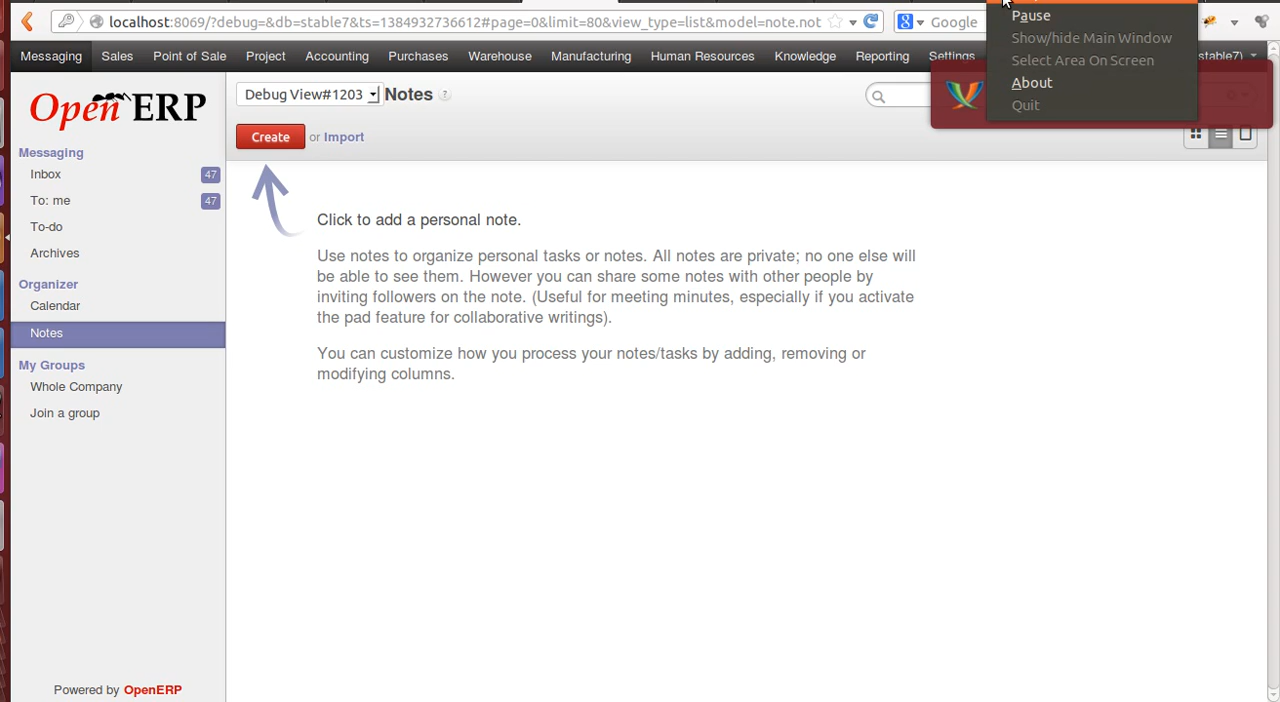 localhost:8069/?debug=&db=stable7&ts=1384932736612#page=0&limit=80&view_type=list&model=note.not
Google
Pause
Show/hide Main Window
Select Area On Screen
About
Quit
Messaging Sales Point of Sale Project Accounting Purchases Warehouse Manufacturing Human Resources Knowledge Reporting Settings stable7)
Open ERP
Debug View#1203 Notes ?
Create or Import
Messaging
Inbox 47
To: me 47
To-do
Archives
Organizer
Calendar
Notes
My Groups
Whole Company
Join a group
Click to add a personal note.
Use notes to organize personal tasks or notes. All notes are private; no one else will
be able to see them. However you can share some notes with other people by
inviting followers on the note. (Useful for meeting minutes, especially if you activate
the pad feature for collaborative writings).
You can customize how you process your notes/tasks by adding, removing or
modifying columns.
Powered by OpenERP